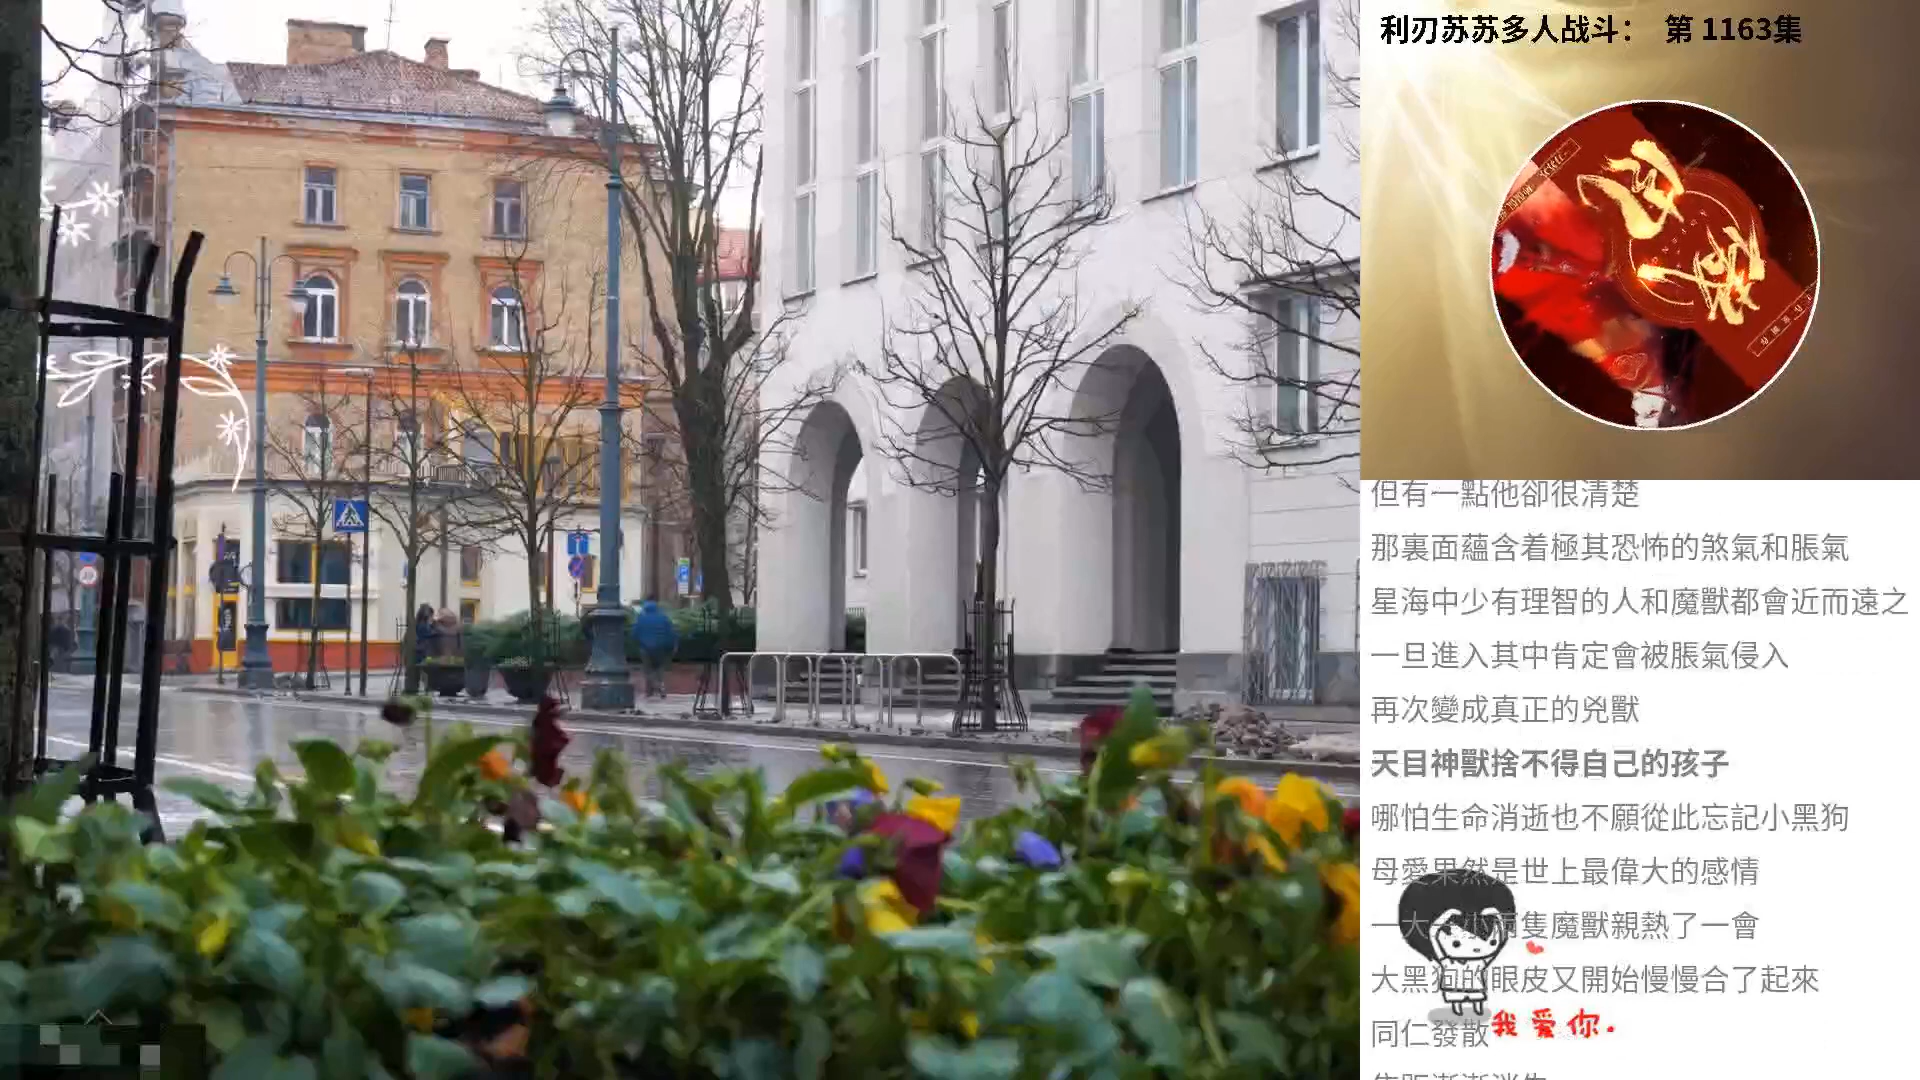 利刃苏苏多人战斗： 第 1163集
但有一點他卻很清楚
那裏面蘊含着極其恐怖的煞氣和脹氣
星海中少有理智的人和魔獸都會近而遠之
一旦進入其中肯定會被脹氣侵入
再次變成真正的兇獸
天目神獸捨不得自己的孩子
哪怕生命消逝也不願從此忘記小黑狗
母愛果然是世上最偉大的感情
一大一小兩隻魔獸親熱了一會
大黑狗的眼皮又開始慢慢合了起來
同仁發散
我爱你.